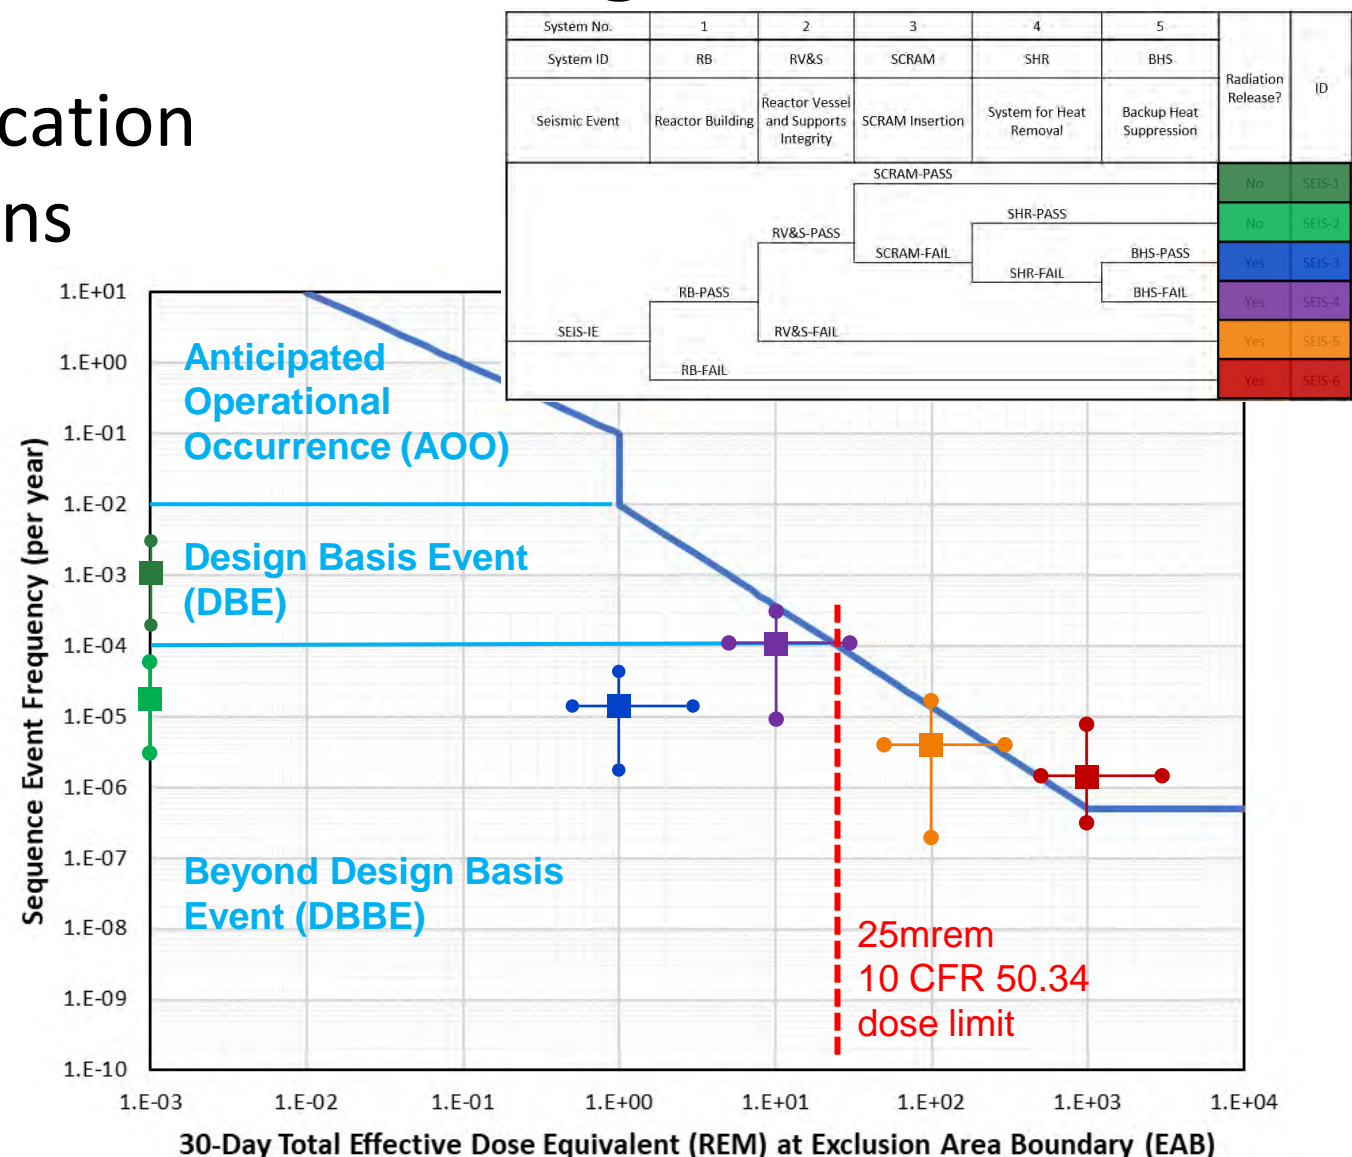 cation
ns
System No. 1 2 3 4 5
System ID RB RV&S SCRAM SHR BHS Radiation Release? ID
Seismic Event Reactor Building Reactor Vessel and Supports Integrity SCRAM Insertion System for Heat Removal Backup Heat Suppression
SCRAM-PASS
No SEIS-1
SHR-PASS
No SEIS-2
RV&S-PASS
SCRAM-FAIL
BHS-PASS
Yes SEIS-3
SHR-FAIL
RB-PASS
BHS-FAIL
Yes SEIS-4
SEIS-IE
RV&S-FAIL
Yes SEIS-5
RB-FAIL
Yes SEIS-6
Sequence Event Frequency (per year)
1.E+01
1.E+00
1.E-01
1.E-02
1.E-03
1.E-04
1.E-05
1.E-06
1.E-07
1.E-08
1.E-09
1.E-10
Anticipated
Operational
Occurrence (AOO)
Design Basis Event
(DBE)
Beyond Design Basis
Event (DBBE)
25mrem
10 CFR 50.34
dose limit
1.E-03 1.E-02 1.E-01 1.E+00 1.E+01 1.E+02 1.E+03 1.E+04
30-Day Total Effective Dose Equivalent (REM) at Exclusion Area Boundary (EAB)